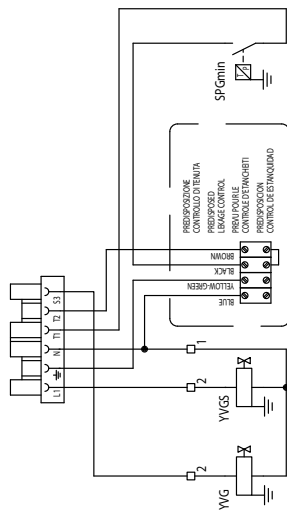 L1
N
T1
T2
S3
PREDISPOSIZIONE
CONTROLLO DI TENUTA
PREDISPOSED
LEKAGE CONTROL
PREVU POUR LE
CONTROLE D'ETANCHEITI
PREDISPOSICION
CONTROL DE ESTANQUIDAD
BLUE
YELLOW-GREEN
BLACK
BROWN
SPGmin
T
P
2
2
1
YVG
YVGS